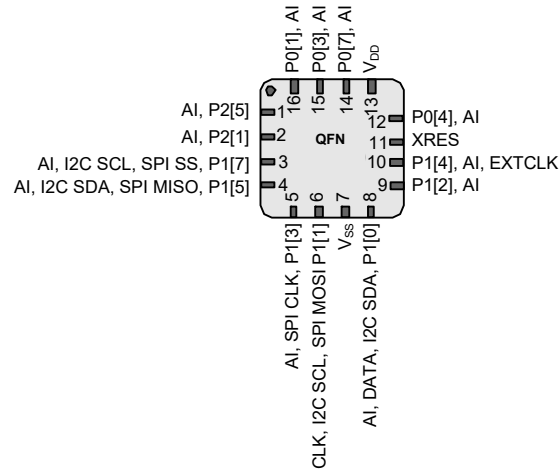 P0[1], AI
P0[3], AI
P0[7], AI
VDD
16
15
14
13
AI, P2[5]
1
AI, P2[1]
2
AI, I2C SCL, SPI SS, P1[7]
3
AI, I2C SDA, SPI MISO, P1[5]
4
QFN
12
P0[4], AI
11
XRES
10
P1[4], AI, EXTCLK
9
P1[2], AI
5
6
7
8
AI, SPI CLK, P1[3]
CLK, I2C SCL, SPI MOSI P1[1]
VSS
AI, DATA, I2C SDA, P1[0]